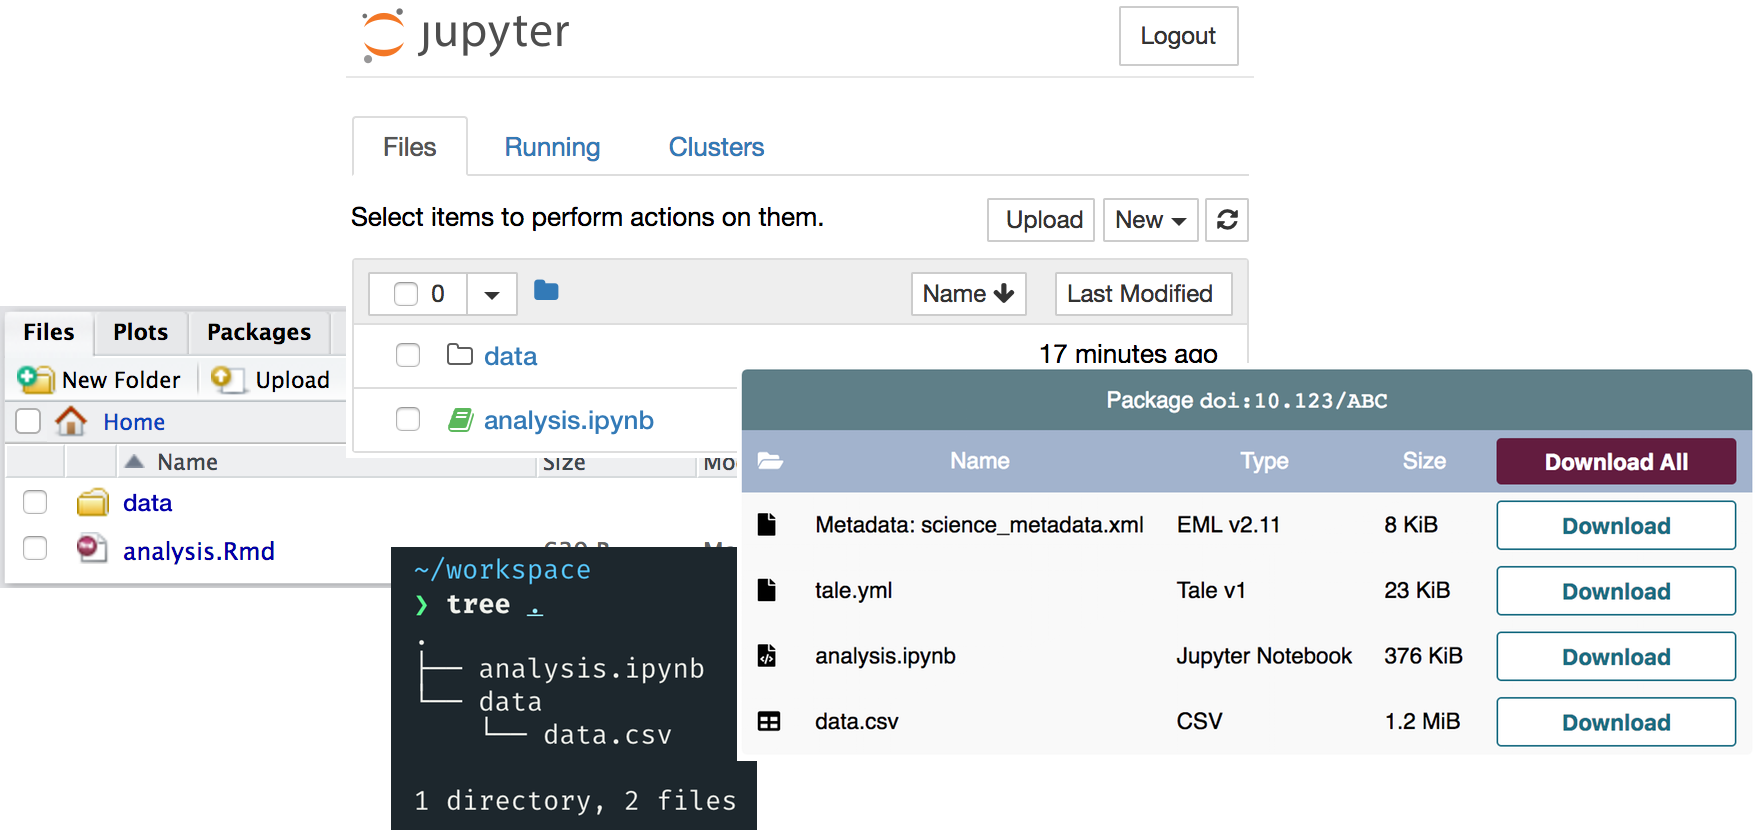 jupyter
Logout
Files Running Clusters
Select items to perform actions on them.
Upload New
0 Name Last Modified
data 17 minutes ago
analysis.ipynb
Files Plots Packages
New Folder Upload
Home
Name Size
data
analysis.Rmd
~/workspace
❯ tree .
.
├── analysis.ipynb
└── data
    └── data.csv
1 directory, 2 files
Package doi:10.123/ABC
Name Type Size Download All
Metadata: science_metadata.xml EML v2.11 8 KiB Download
tale.yml Tale v1 23 KiB Download
analysis.ipynb Jupyter Notebook 376 KiB Download
data.csv CSV 1.2 MiB Download